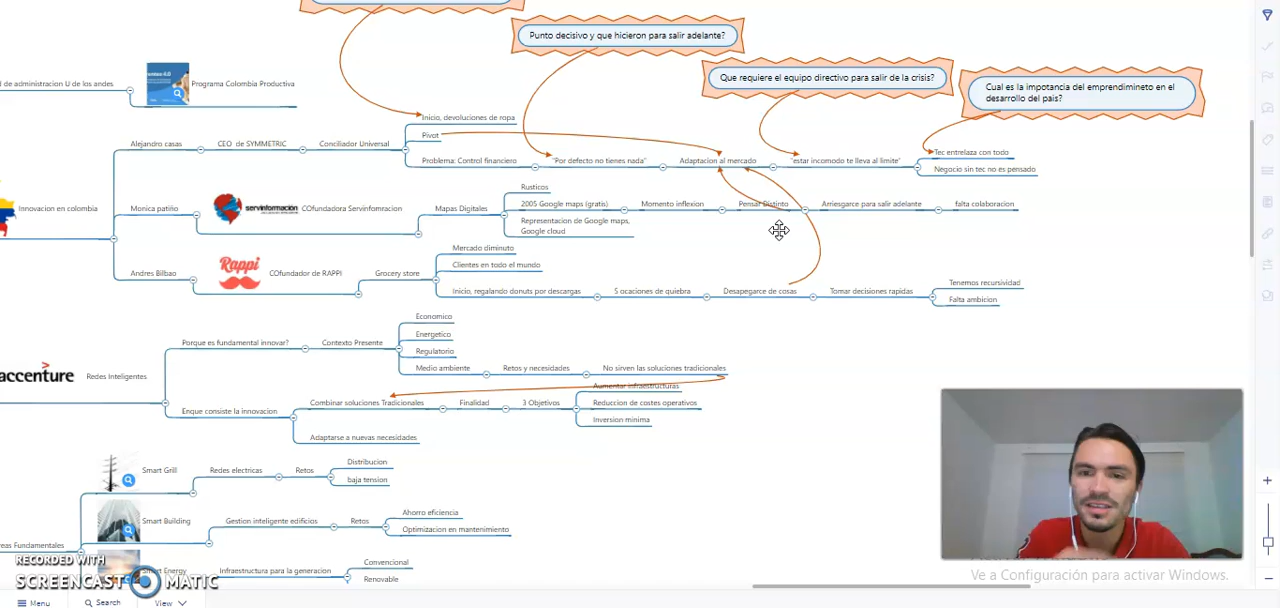 Punto decisivo y que hicieron para salir adelante?
Que requiere el equipo directivo para salir de la crisis?
Cual es la impotancia del emprendimineto en el
desarrollo del pais?
de administracion U de los andes
Programa Colombia Productiva
Inicio, devoluciones de ropa
Pivot
Alejandro casas
CEO de SYMMETRIC
Conciliador Universal
Problema: Control financiero
"Por defecto no tienes nada"
Adaptacion al mercado
"estar incomodo te lleva al limite"
Tec entrelaza con todo
Negocio sin tec no es pensado
Innovacion en colombia
Monica patiño
servinformación
COfundadora Servinfomracion
Mapas Digitales
Rusticos
2005 Google maps (gratis)
Representacion de Google maps,
Google cloud
Momento inflexion
Pensar Distinto
Arriesgarce para salir adelante
falta colaboracion
Andres Bilbao
Rappi
COfundador de RAPPI
Grocery store
Mercado diminuto
Clientes en todo el mundo
Inicio, regalando donuts por descargas
5 ocaciones de quiebra
Desapegarce de cosas
Tomar decisiones rapidas
Tenemos recursividad
Falta ambicion
accenture
Redes Inteligentes
Porque es fundamental innovar?
Contexto Presente
Economico
Energetico
Regulatorio
Medio ambiente
Retos y necesidades
No sirven las soluciones tradicionales
Enque consiste la innovacion
Combinar soluciones Tradicionales
Finalidad
3 Objetivos
Aumentar infraestructuras
Reduccion de costes operativos
Inversion minima
Adaptarse a nuevas necesidades
Smart Grill
Redes electricas
Retos
Distribucion
baja tension
Smart Building
Gestion inteligente edificios
Retos
Ahorro eficiencia
Optimizacion en mantenimiento
reas Fundamentales
Energy
Infraestructura para la generacion
Convencional
Renovable
RECORDED WITH
SCREENCAST MATIC
Ve a Configuración para activar Windows.
Menu
Search
View